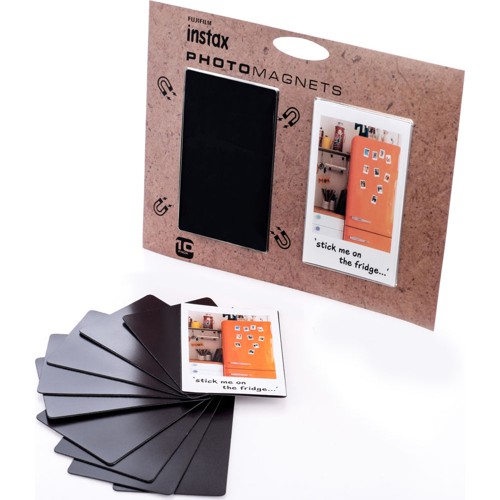 FUJIFILM
instax
PHOTOMAGNETS
'stick me on
the fridge...'
10
'stick me on
the fridge...'